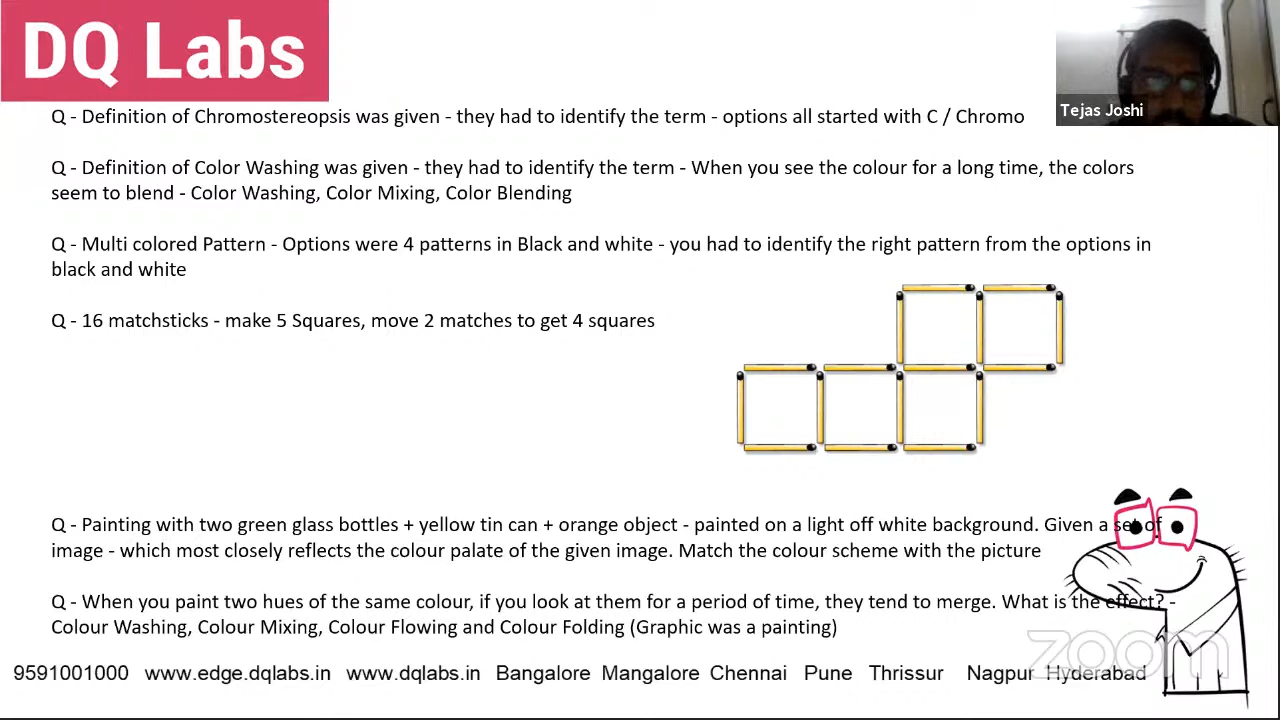 DQ Labs
Tejas Joshi
Q - Definition of Chromostereopsis was given - they had to identify the term - options all started with C / Chromo
Q - Definition of Color Washing was given - they had to identify the term - When you see the colour for a long time, the colors
seem to blend - Color Washing, Color Mixing, Color Blending
Q - Multi colored Pattern - Options were 4 patterns in Black and white - you had to identify the right pattern from the options in
black and white
Q - 16 matchsticks - make 5 Squares, move 2 matches to get 4 squares
Q - Painting with two green glass bottles + yellow tin can + orange object - painted on a light off white background. Given a set of
image - which most closely reflects the colour palate of the given image. Match the colour scheme with the picture
Q - When you paint two hues of the same colour, if you look at them for a period of time, they tend to merge. What is the effect? -
Colour Washing, Colour Mixing, Colour Flowing and Colour Folding (Graphic was a painting)
zoom
9591001000 www.edge.dqlabs.in www.dqlabs.in Bangalore Mangalore Chennai Pune Thrissur Nagpur Hyderabad